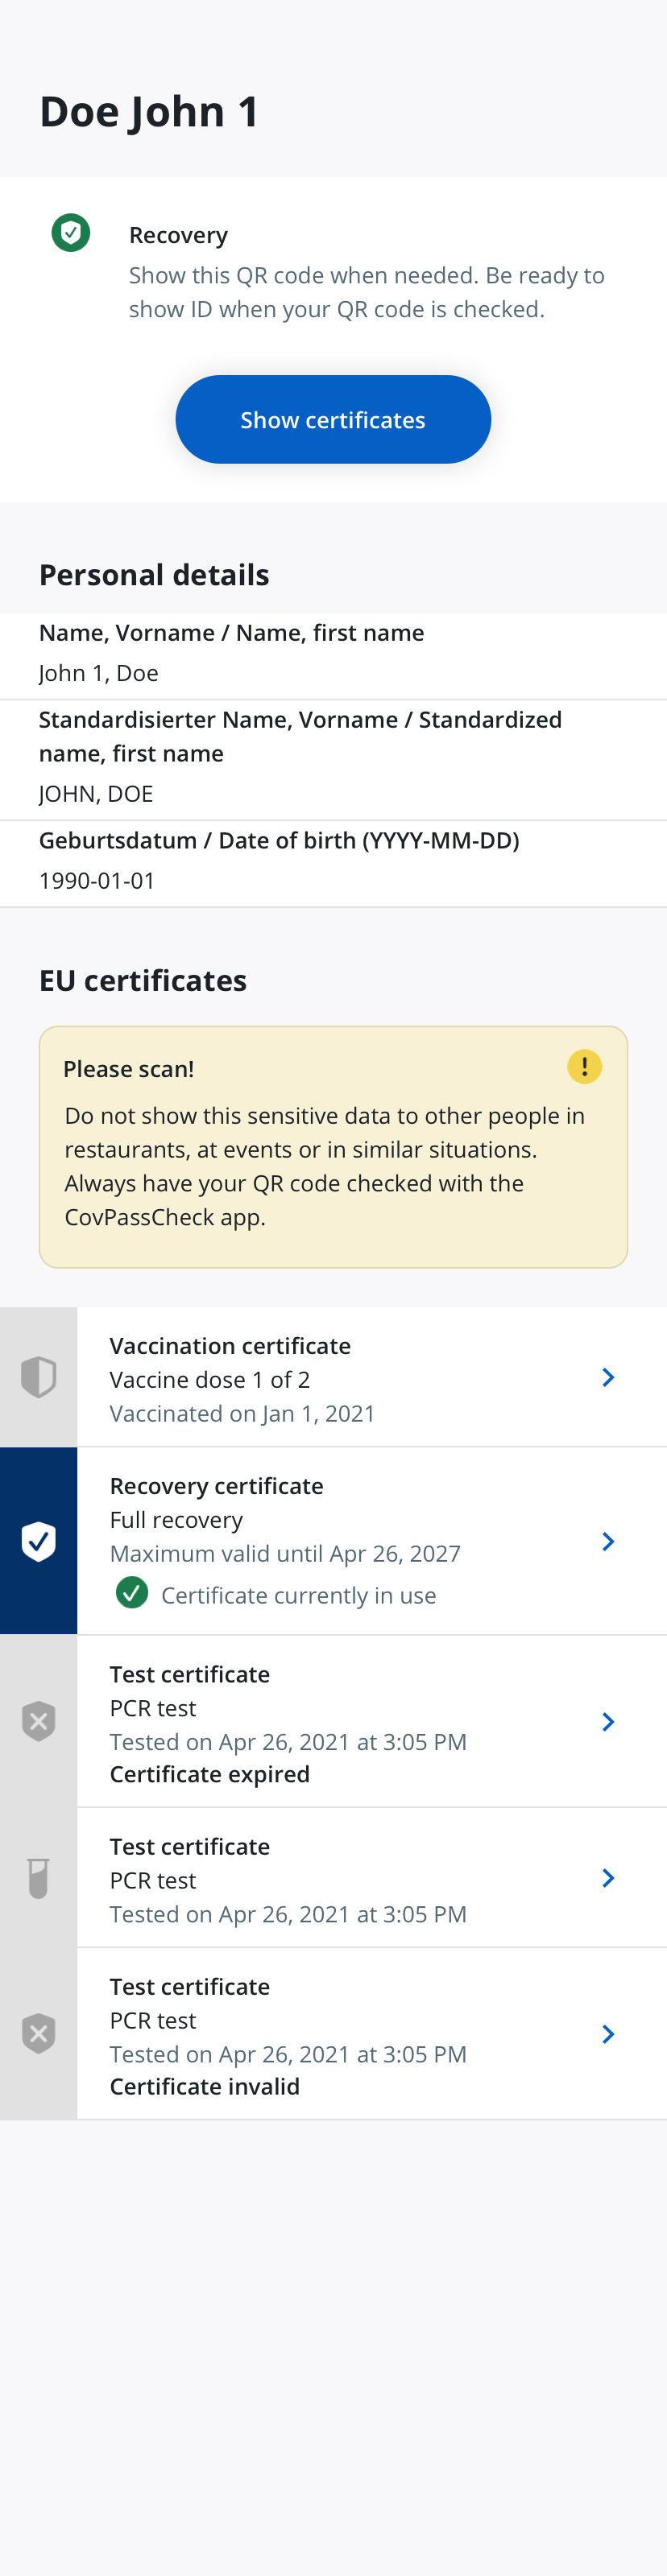 Doe John 1
Recovery
Show this QR code when needed. Be ready to
show ID when your QR code is checked.
Show certificates
Personal details
Name, Vorname / Name, first name
John 1, Doe
Standardisierter Name, Vorname / Standardized
name, first name
JOHN, DOE
Geburtsdatum / Date of birth (YYYY-MM-DD)
1990-01-01
EU certificates
Please scan!
Do not show this sensitive data to other people in
restaurants, at events or in similar situations.
Always have your QR code checked with the
CovPassCheck app.
Vaccination certificate
Vaccine dose 1 of 2
Vaccinated on Jan 1, 2021
Recovery certificate
Full recovery
Maximum valid until Apr 26, 2027
Certificate currently in use
Test certificate
PCR test
Tested on Apr 26, 2021 at 3:05 PM
Certificate expired
Test certificate
PCR test
Tested on Apr 26, 2021 at 3:05 PM
Test certificate
PCR test
Tested on Apr 26, 2021 at 3:05 PM
Certificate invalid